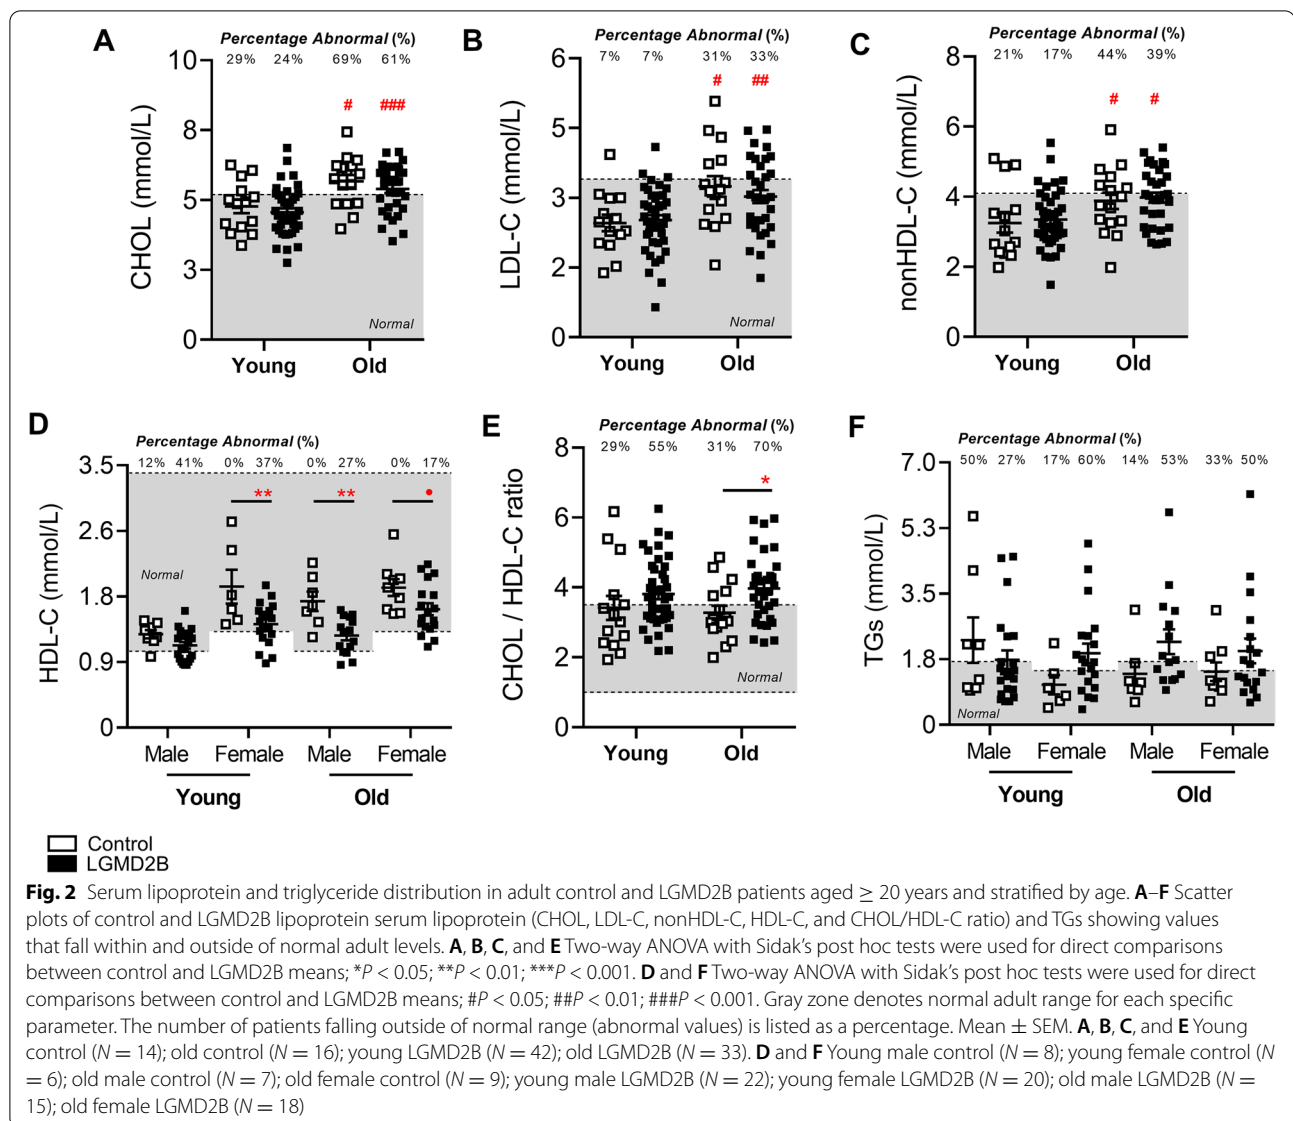 A
Percentage Abnormal (%)
29% 24% 69% 61%
# ###
CHOL (mmol/L)
10
8
5
3
0
Normal
Young Old
B
Percentage Abnormal (%)
7% 7% 31% 33%
# ##
LDL-C (mmol/L)
6
5
3
2
0
Normal
Young Old
C
Percentage Abnormal (%)
21% 17% 44% 39%
# #
nonHDL-C (mmol/L)
8
6
4
2
0
Young Old
D
Percentage Abnormal (%)
12% 41% 0% 37% 0% 27% 0% 17%
** ** •
HDL-C (mmol/L)
3.5
2.6
1.8
0.9
0
Normal
Male Female Male Female
Young Old
E
Percentage Abnormal (%)
29% 55% 31% 70%
*
CHOL / HDL-C ratio
8
6
4
2
0
Normal
Young Old
F
Percentage Abnormal (%)
50% 27% 17% 60% 14% 53% 33% 50%
TGs (mmol/L)
7.0
5.3
3.5
1.8
0
Normal
Male Female Male Female
Young Old
Control
LGMD2B
Fig. 2 Serum lipoprotein and triglyceride distribution in adult control and LGMD2B patients aged ≥ 20 years and stratified by age. A–F Scatter
plots of control and LGMD2B lipoprotein serum lipoprotein (CHOL, LDL-C, nonHDL-C, HDL-C, and CHOL/HDL-C ratio) and TGs showing values
that fall within and outside of normal adult levels. A, B, C, and E Two-way ANOVA with Sidak's post hoc tests were used for direct comparisons
between control and LGMD2B means; *P < 0.05; **P < 0.01; ***P < 0.001. D and F Two-way ANOVA with Sidak's post hoc tests were used for direct
comparisons between control and LGMD2B means; #P < 0.05; ##P < 0.01; ###P < 0.001. Gray zone denotes normal adult range for each specific
parameter. The number of patients falling outside of normal range (abnormal values) is listed as a percentage. Mean ± SEM. A, B, C, and E Young
control (N = 14); old control (N = 16); young LGMD2B (N = 42); old LGMD2B (N = 33). D and F Young male control (N = 8); young female control (N
= 6); old male control (N = 7); old female control (N = 9); young male LGMD2B (N = 22); young female LGMD2B (N = 20); old male LGMD2B (N =
15); old female LGMD2B (N = 18)